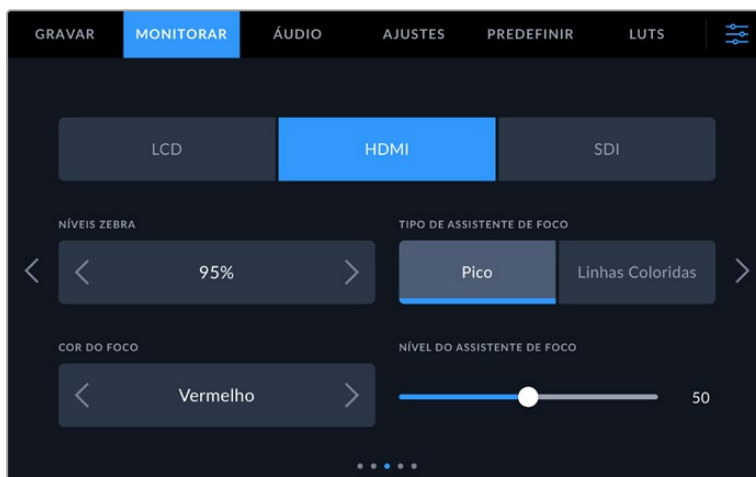 GRAVAR MONITORAR ÁUDIO AJUSTES PREDEFINIR LUTS
LCD HDMI SDI
NÍVEIS ZEBRA TIPO DE ASSISTENTE DE FOCO
95% Pico Linhas Coloridas
COR DO FOCO NÍVEL DO ASSISTENTE DE FOCO
Vermelho 50